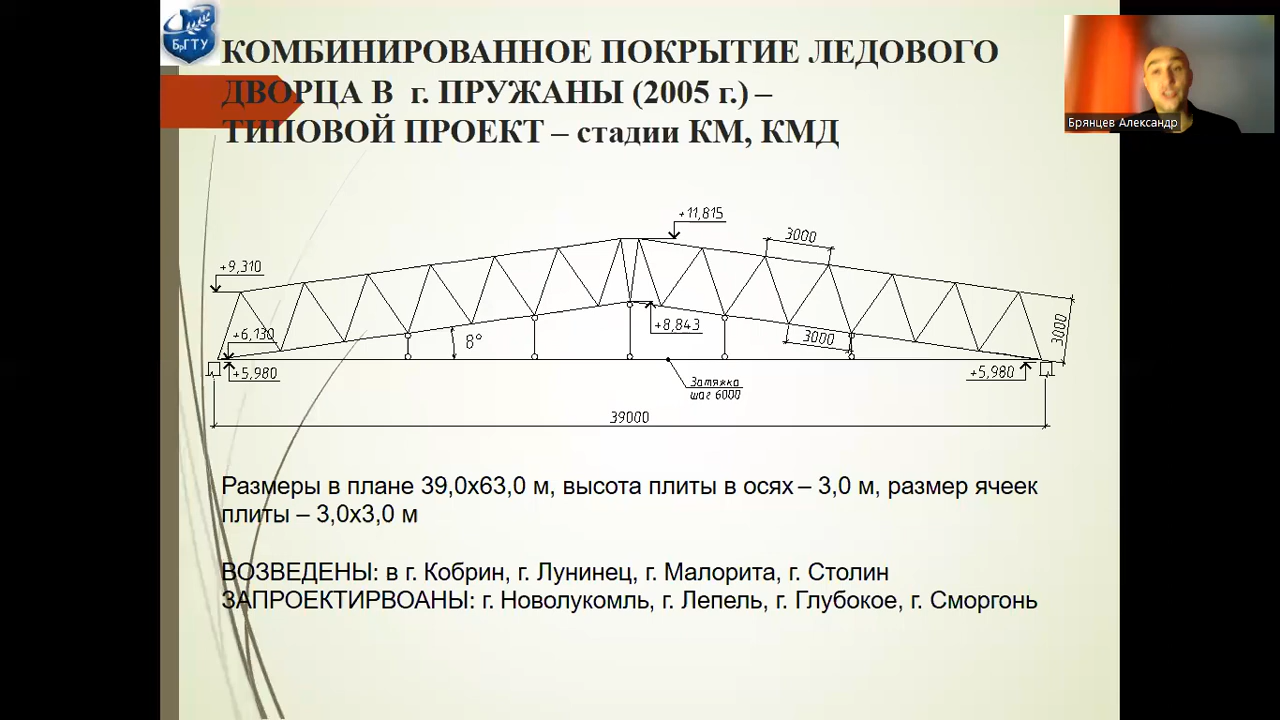 БрГТУ
КОМБИНИРОВАННОЕ ПОКРЫТИЕ ЛЕДОВОГО
ДВОРЦА В г. ПРУЖАНЫ (2005 г.) –
ТИПОВОЙ ПРОЕКТ – стадии КМ, КМД
Брянцев Александр
+11,815
3000
+9,310
+6,130
8°
+8,843
3000
3000
+5,980
+5,980
Затяжка
шаг 6000
39000
Размеры в плане 39,0х63,0 м, высота плиты в осях – 3,0 м, размер ячеек
плиты – 3,0х3,0 м
ВОЗВЕДЕНЫ: в г. Кобрин, г. Лунинец, г. Малорита, г. Столин
ЗАПРОЕКТИРВОАНЫ: г. Новолукомль, г. Лепель, г. Глубокое, г. Сморгонь